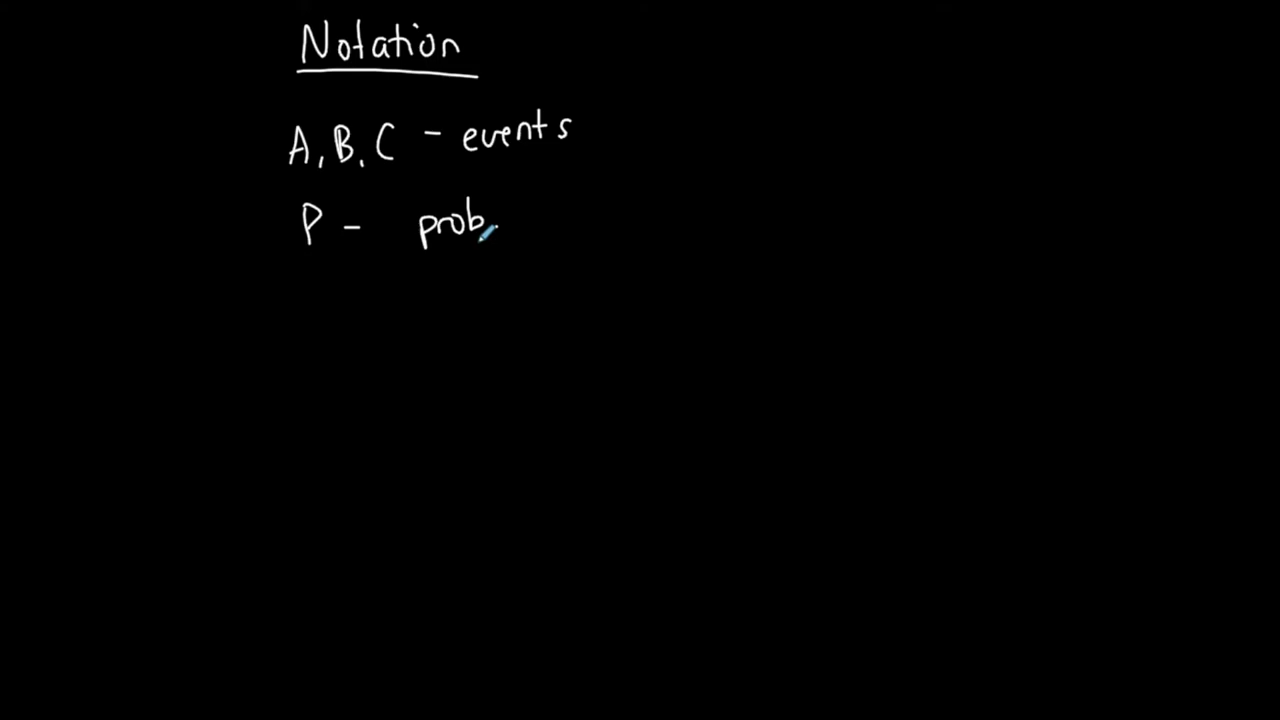 Notation
A, B, C - events
P - prob